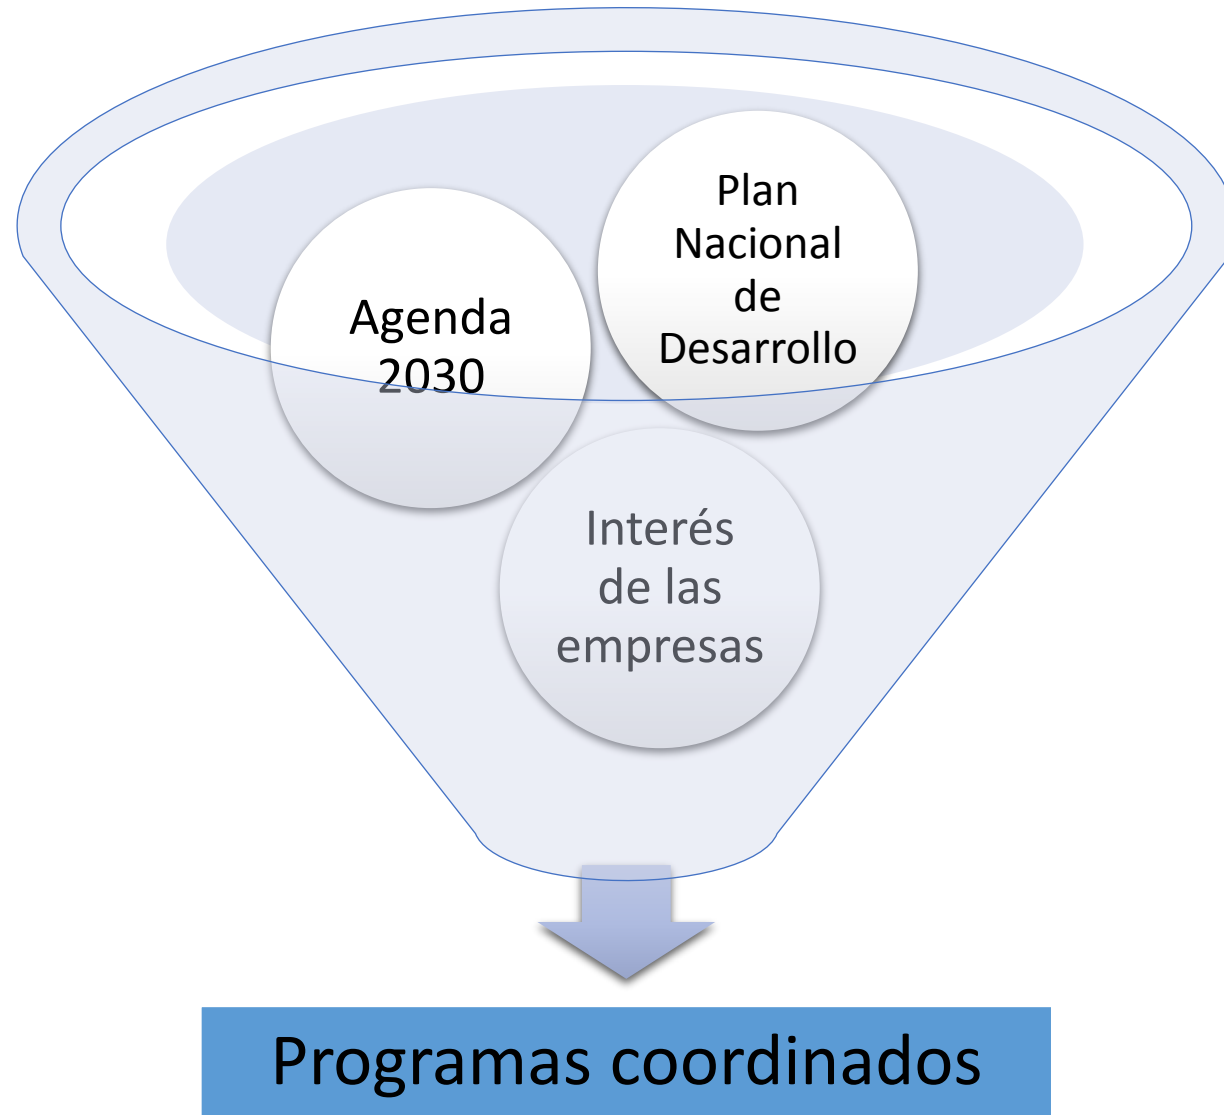 Agenda
2030
Plan
Nacional
de
Desarrollo
Interés
de las
empresas
Programas coordinados